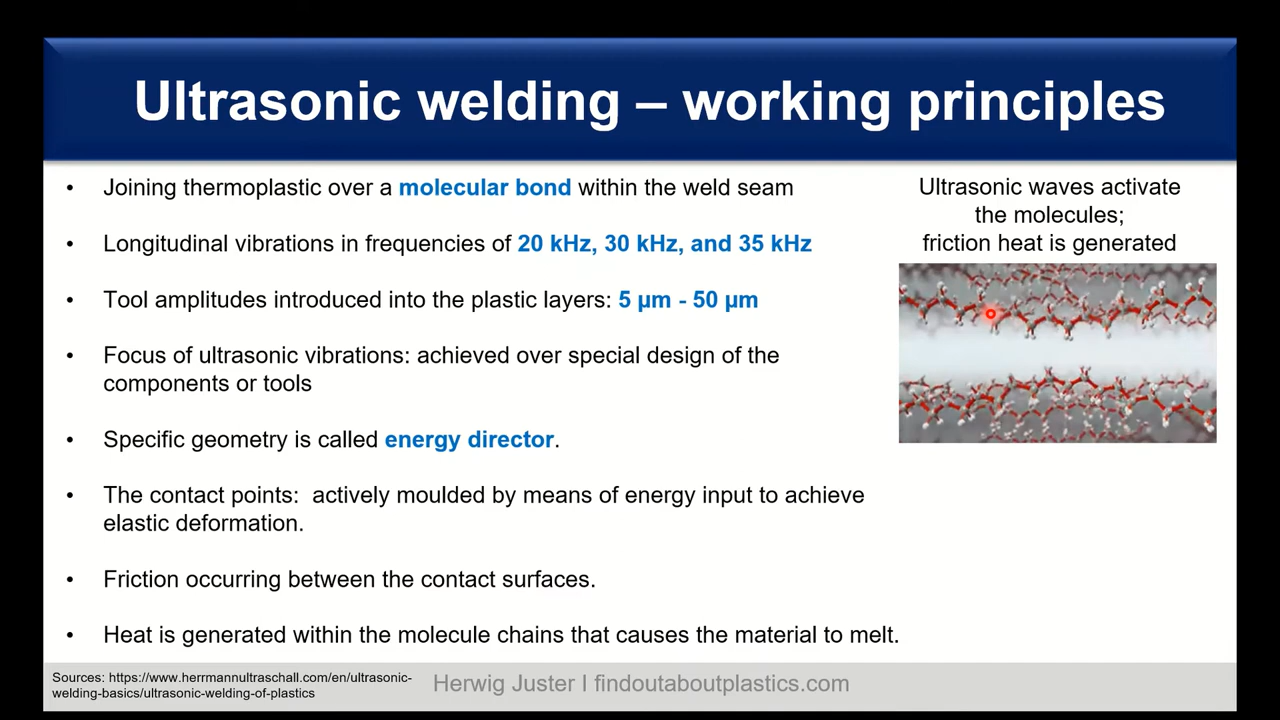 Ultrasonic welding – working principles
• Joining thermoplastic over a molecular bond within the weld seam
• Longitudinal vibrations in frequencies of 20 kHz, 30 kHz, and 35 kHz
• Tool amplitudes introduced into the plastic layers: 5 µm - 50 µm
• Focus of ultrasonic vibrations: achieved over special design of the
components or tools
• Specific geometry is called energy director.
• The contact points:  actively moulded by means of energy input to achieve
elastic deformation.
• Friction occurring between the contact surfaces.
• Heat is generated within the molecule chains that causes the material to melt.
Ultrasonic waves activate
the molecules;
friction heat is generated
Sources: https://www.herrmannultraschall.com/en/ultrasonic-
welding-basics/ultrasonic-welding-of-plastics
Herwig Juster I findoutaboutplastics.com